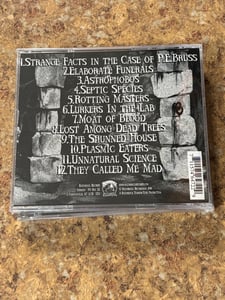 1.Strange Facts in the Case of P.E.Bruss
2.Elaborate Funerals
3.Astrophobos
4.Septic Species
5.Rotting Masters
6.Lurkers In the Lab
7.Moat of Blood
8.Lost Among Dead Trees
9.The Shunned House
10.Plasmic Eaters
11.Unnatural Science
12.They Called Me Mad